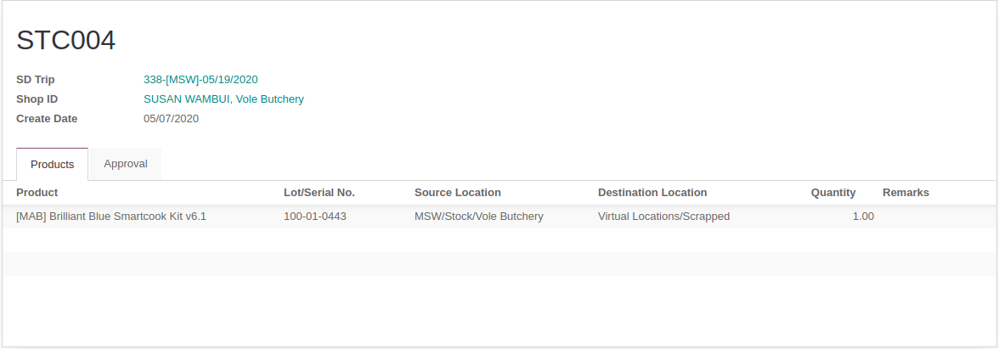 STC004
SD Trip 338-[MSW]-05/19/2020
Shop ID SUSAN WAMBUI, Vole Butchery
Create Date 05/07/2020
Products Approval
Product Lot/Serial No. Source Location Destination Location Quantity Remarks
[MAB] Brilliant Blue Smartcook Kit v6.1 100-01-0443 MSW/Stock/Vole Butchery Virtual Locations/Scrapped 1.00